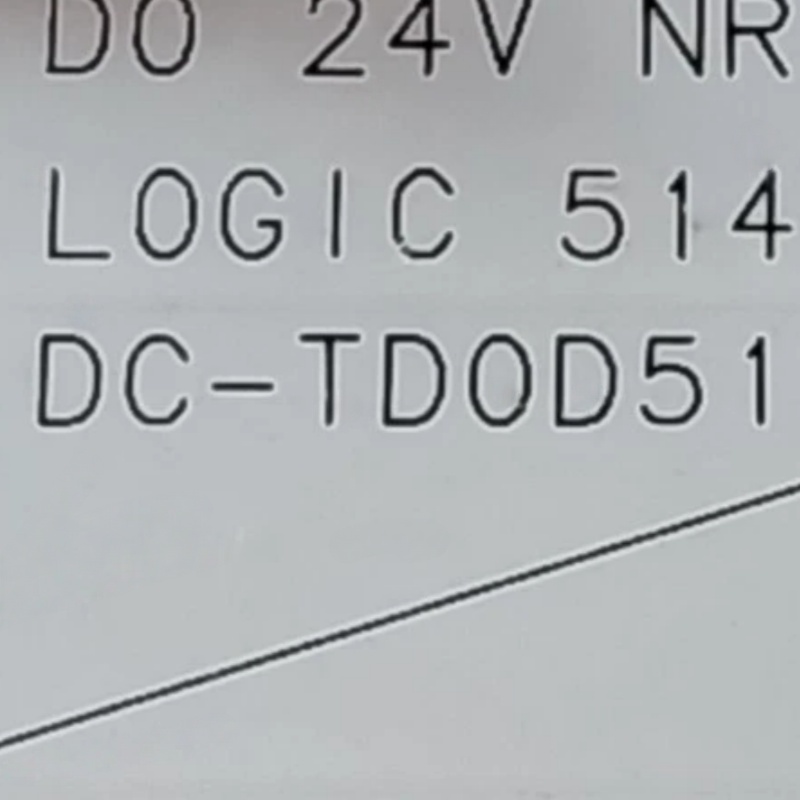 DO 24V NR
LOGIC 514
DC-TDOD51